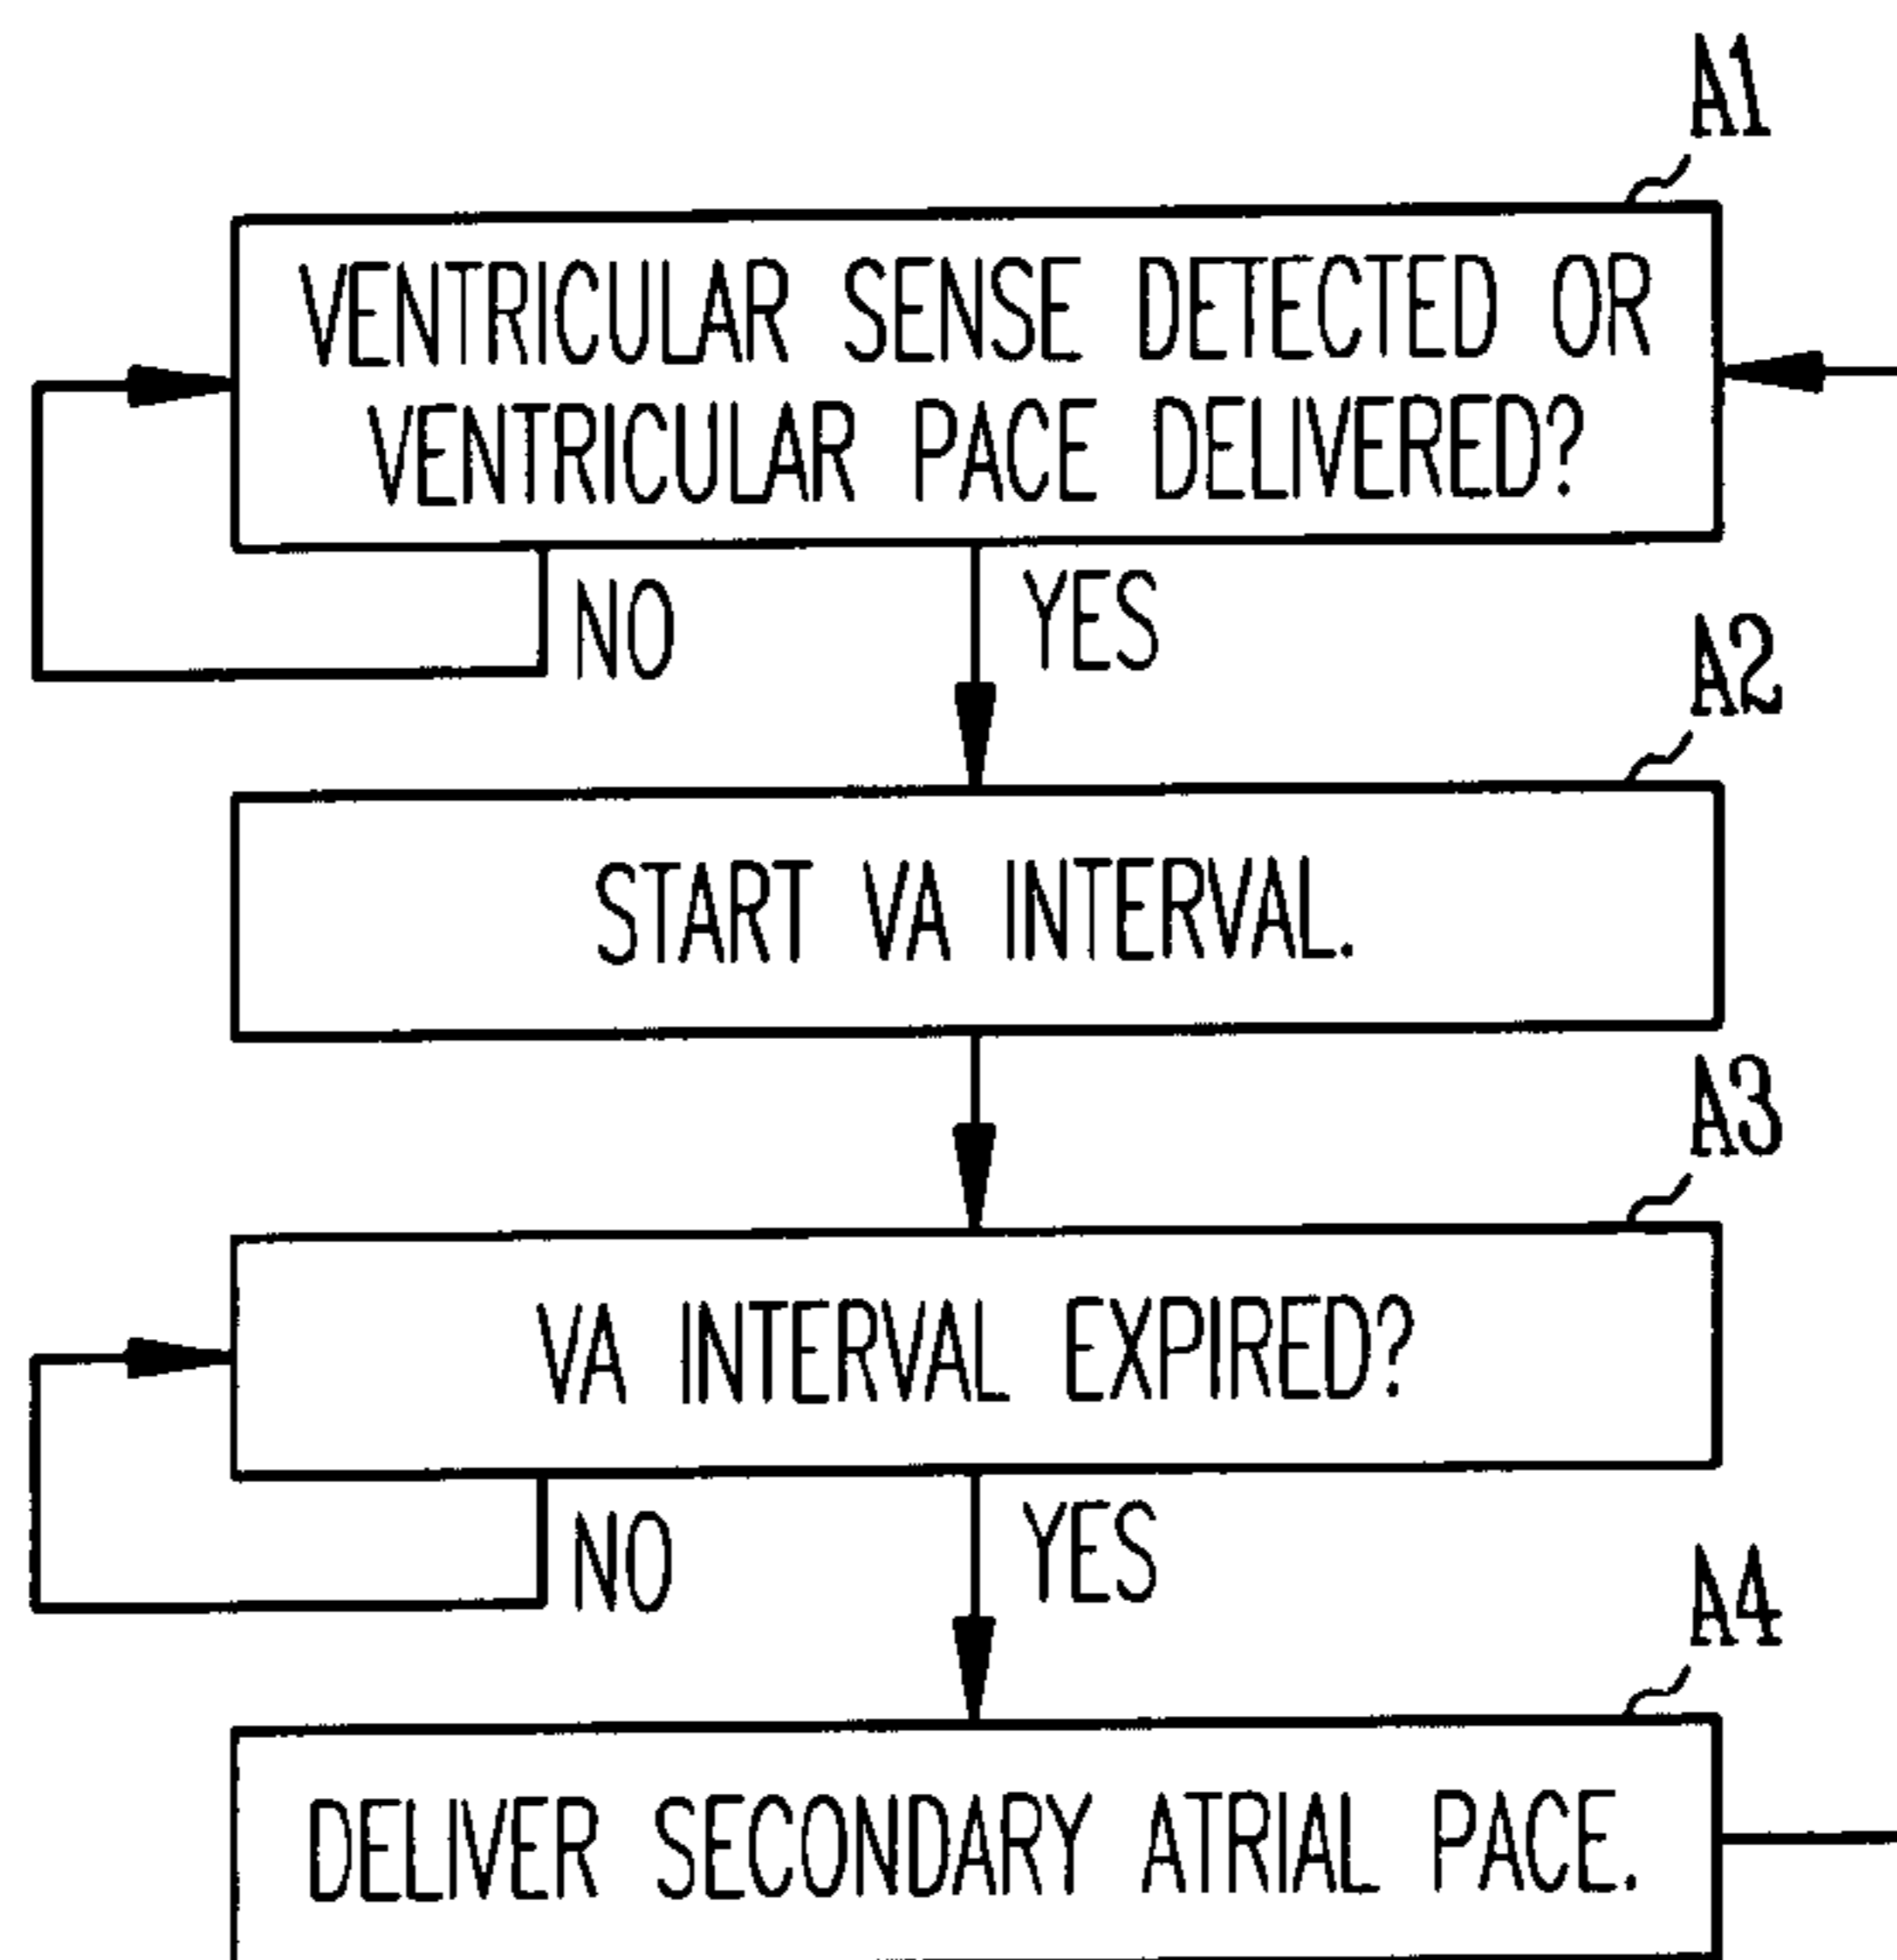 A1
VENTRICULAR SENSE DETECTED OR
VENTRICULAR PACE DELIVERED?
NO
YES
A2
START VA INTERVAL.
A3
VA INTERVAL EXPIRED?
NO
YES
A4
DELIVER SECONDARY ATRIAL PACE.